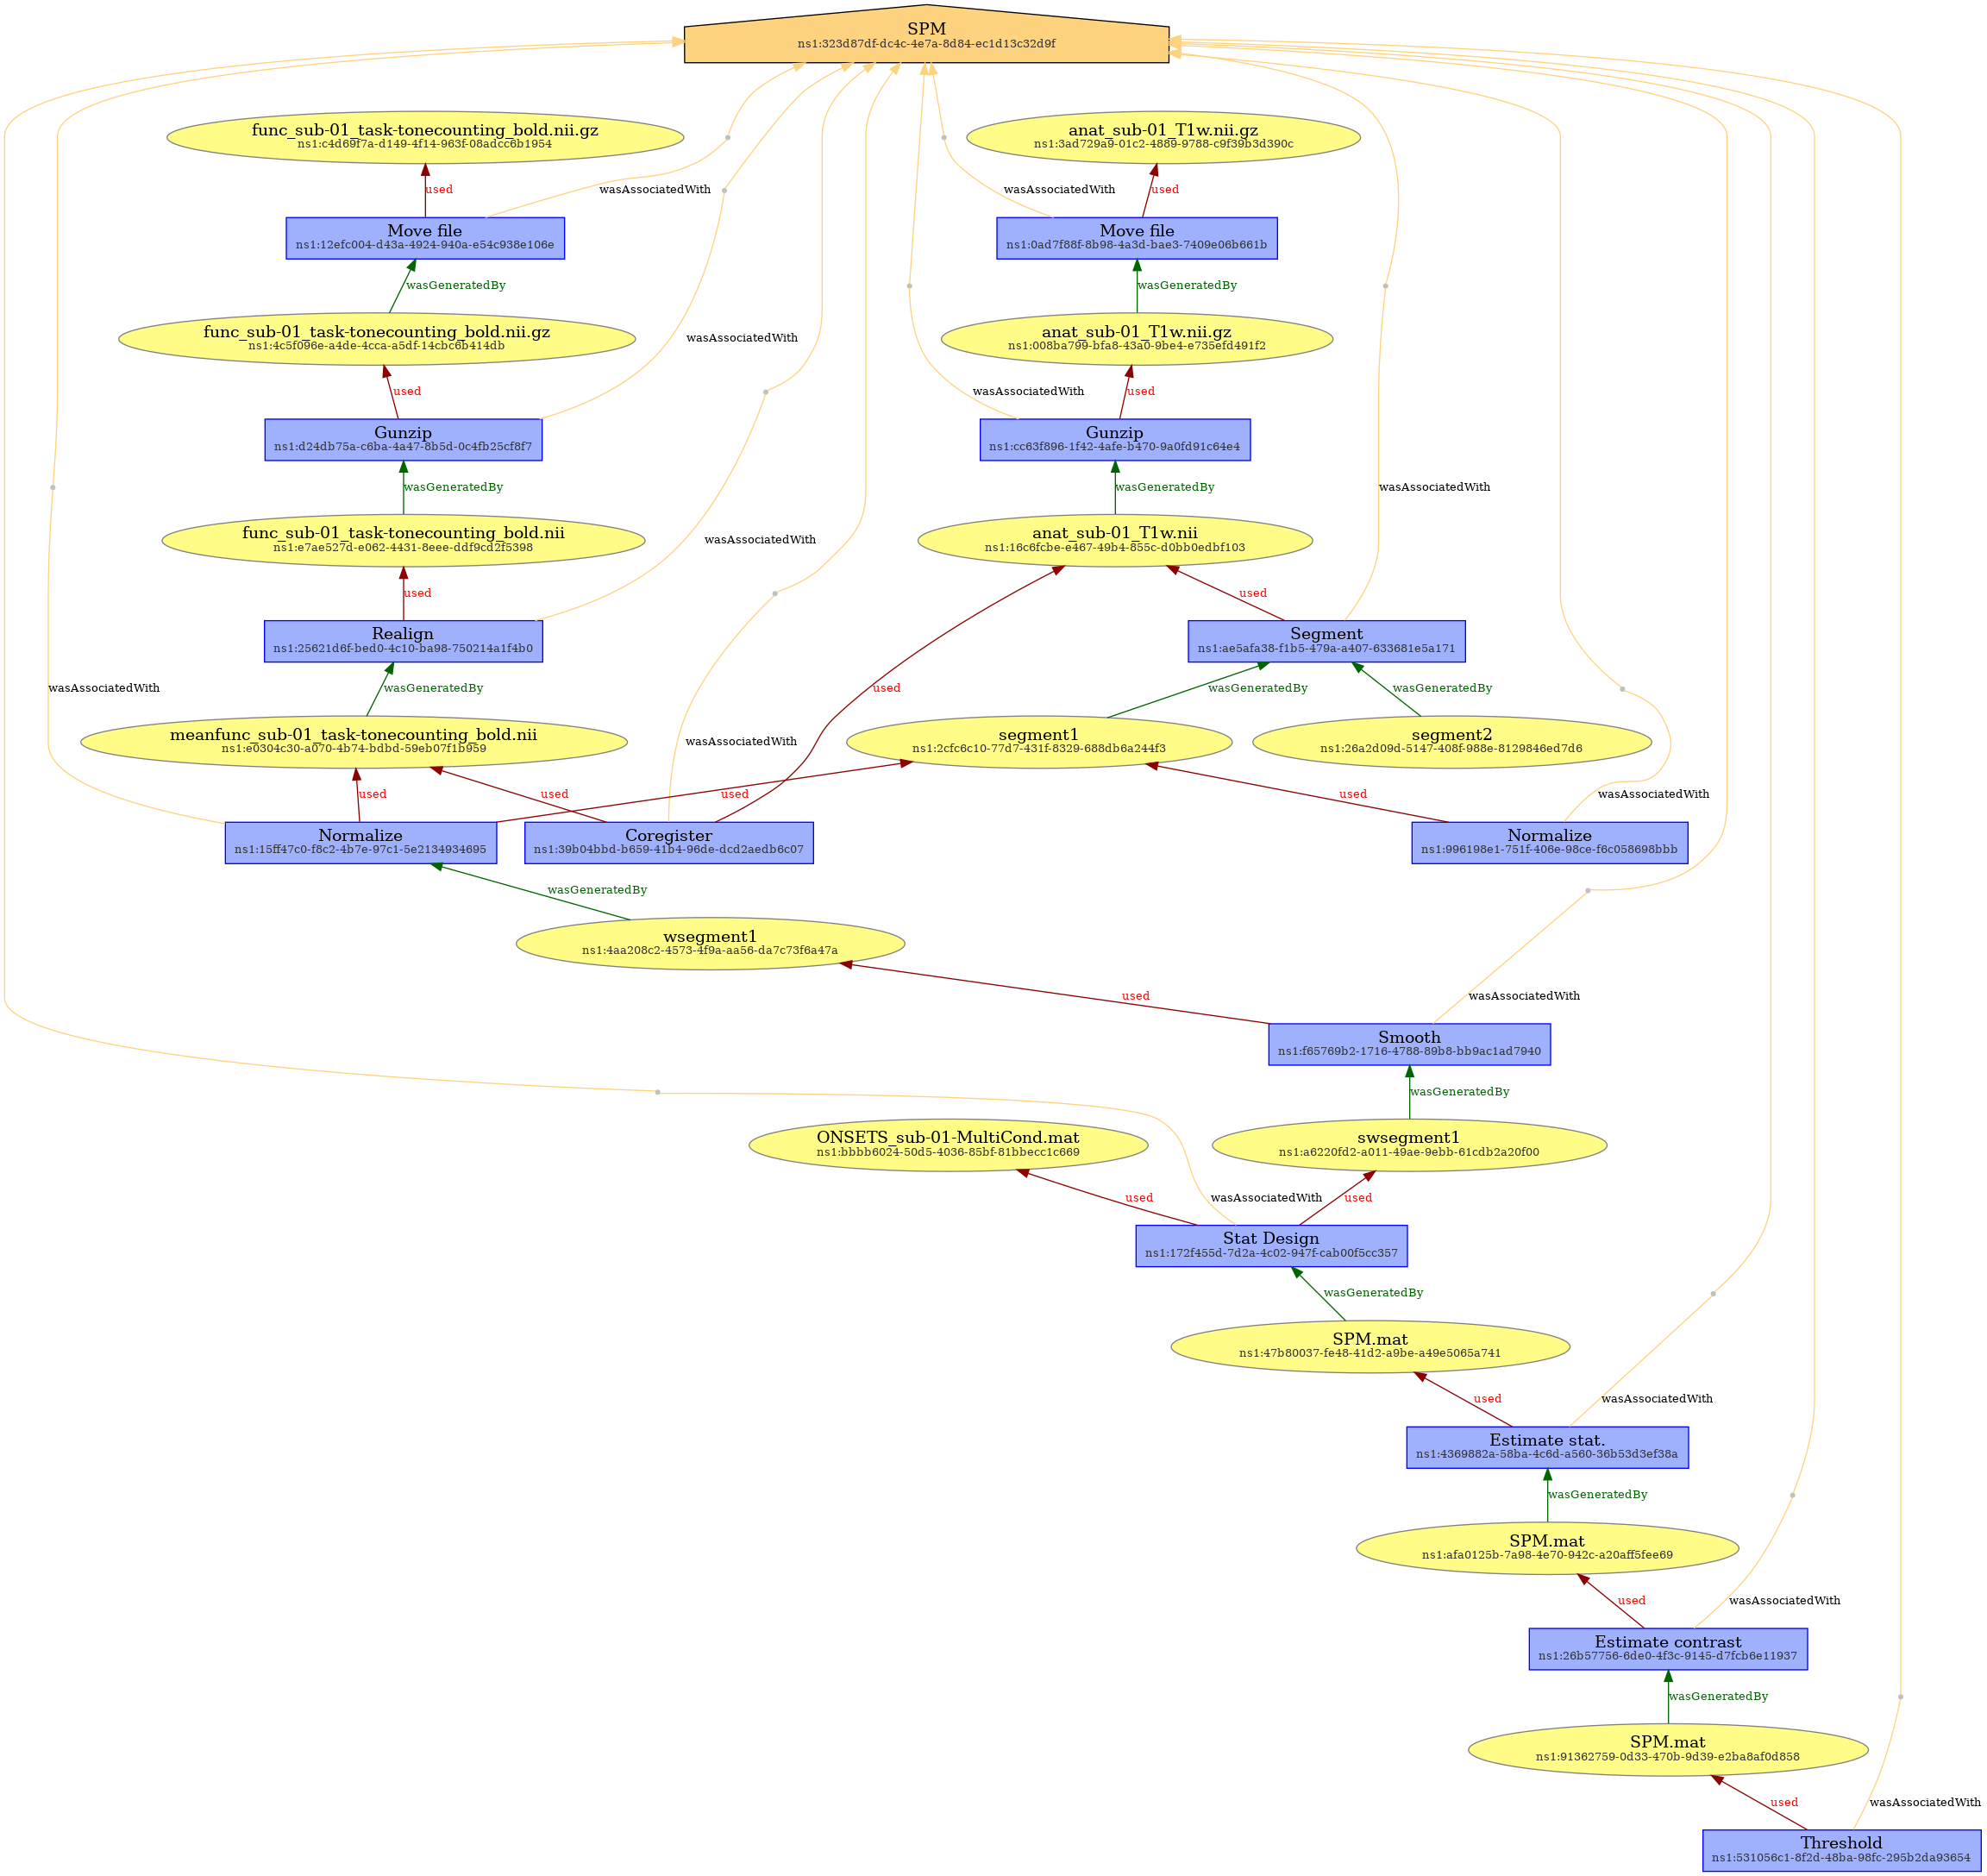 SPM
ns1:323d87df-dc4c-4e7a-8d84-ec1d13c32d9f
func_sub-01_task-tonecounting_bold.nii.gz
ns1:c4d69f7a-d149-4f14-963f-08adcc6b1954
anat_sub-01_T1w.nii.gz
ns1:3ad729a9-01c2-4889-9788-c9f39b3d390c
used
wasAssociatedWith
wasAssociatedWith
used
Move file
ns1:12efc004-d43a-4924-940a-e54c938e106e
Move file
ns1:0ad7f88f-8b98-4a3d-bae3-7409e06b661b
wasGeneratedBy
wasGeneratedBy
func_sub-01_task-tonecounting_bold.nii.gz
ns1:4c5f096e-a4de-4cca-a5df-14cbc6b414db
wasAssociatedWith
anat_sub-01_T1w.nii.gz
ns1:008ba799-bfa8-43a0-9be4-e735efd491f2
used
wasAssociatedWith
used
Gunzip
ns1:d24db75a-c6ba-4a47-8b5d-0c4fb25cf8f7
Gunzip
ns1:cc63f896-1f42-4afe-b470-9a0fd91c64e4
wasGeneratedBy
wasGeneratedBy
wasAssociatedWith
func_sub-01_task-tonecounting_bold.nii
ns1:e7ae527d-e062-4431-8eee-ddf9cd2f5398
wasAssociatedWith
anat_sub-01_T1w.nii
ns1:16c6fcbe-e467-49b4-855c-d0bb0edbf103
used
used
Realign
ns1:25621d6f-bed0-4c10-ba98-750214a1f4b0
Segment
ns1:ae5afa38-f1b5-479a-a407-633681e5a171
wasAssociatedWith
wasGeneratedBy
used
wasGeneratedBy
wasGeneratedBy
meanfunc_sub-01_task-tonecounting_bold.nii
ns1:e0304c30-a070-4b74-bdbd-59eb07f1b959
wasAssociatedWith
segment1
ns1:2cfc6c10-77d7-431f-8329-688db6a244f3
segment2
ns1:26a2d09d-5147-408f-988e-8129846ed7d6
used
used
used
used
wasAssociatedWith
Normalize
ns1:15ff47c0-f8c2-4b7e-97c1-5e2134934695
Coregister
ns1:39b04bbd-b659-41b4-96de-dcd2aedb6c07
Normalize
ns1:996198e1-751f-406e-98ce-f6c058698bbb
wasGeneratedBy
wsegment1
ns1:4aa208c2-4573-4f9a-aa56-da7c73f6a47a
used
wasAssociatedWith
Smooth
ns1:f65769b2-1716-4788-89b8-bb9ac1ad7940
wasGeneratedBy
ONSETS_sub-01-MultiCond.mat
ns1:bbbb6024-50d5-4036-85bf-81bbecc1c669
swsegment1
ns1:a6220fd2-a011-49ae-9ebb-61cdb2a20f00
used
wasAssociatedWith
used
Stat Design
ns1:172f455d-7d2a-4c02-947f-cab00f5cc357
wasGeneratedBy
SPM.mat
ns1:47b80037-fe48-41d2-a9be-a49e5065a741
used
wasAssociatedWith
Estimate stat.
ns1:4369882a-58ba-4c6d-a560-36b53d3ef38a
wasGeneratedBy
SPM.mat
ns1:afa0125b-7a98-4e70-942c-a20aff5fee69
used
wasAssociatedWith
Estimate contrast
ns1:26b57756-6de0-4f3c-9145-d7fcb6e11937
wasGeneratedBy
SPM.mat
ns1:91362759-0d33-470b-9d39-e2ba8af0d858
used
wasAssociatedWith
Threshold
ns1:531056c1-8f2d-48ba-98fc-295b2da93654